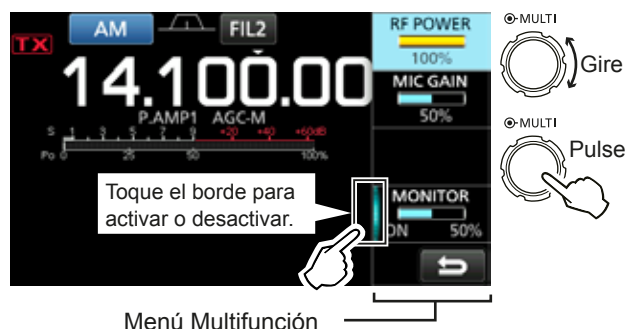 AM FIL2 RF POWER
TX
100%
14.100.00
MIC GAIN
50%
P.AMP1 AGC-M
S 1 3 5 7 9 +20 +40 +60dB
Po 0 25 50 100%
Toque el borde para
activar o desactivar.
MONITOR
ON 50%
Menú Multifunción
MULTI
Gire
MULTI
Pulse